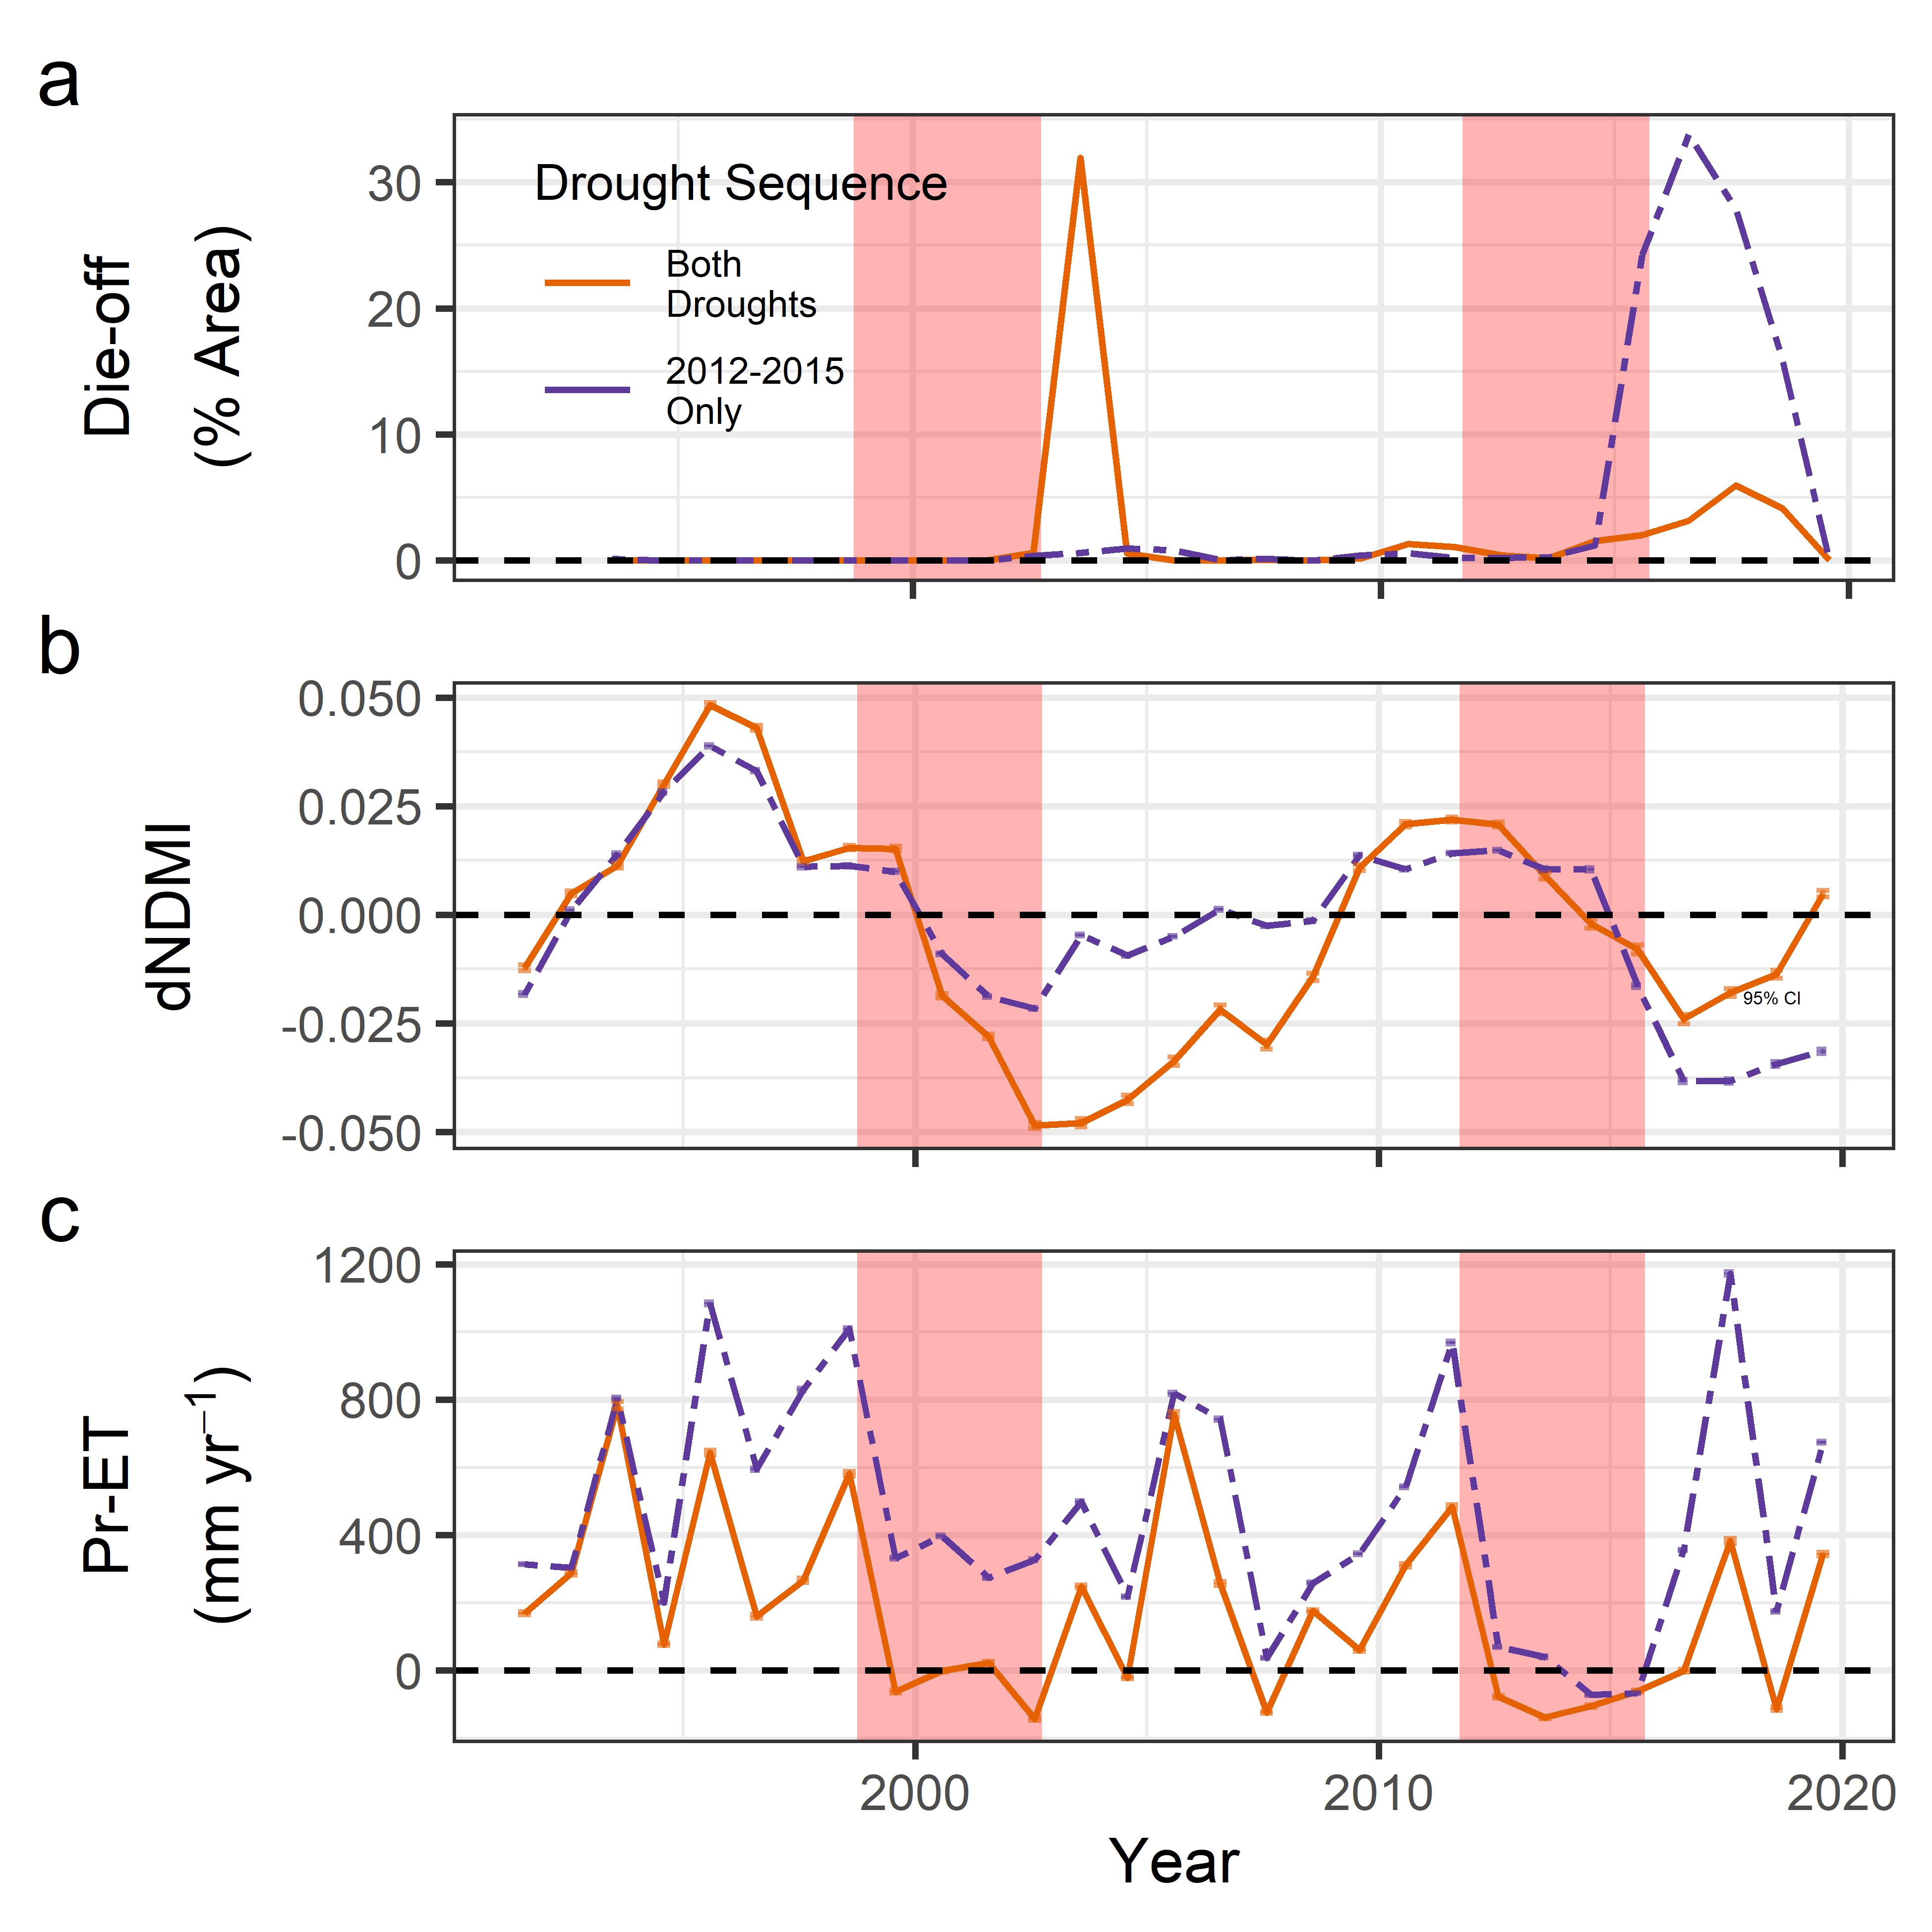 a
Die-off
(% Area)
30
20
10
0
Drought Sequence
Both
Droughts
2012-2015
Only
b
dNDMI
0.050
0.025
0.000
-0.025
-0.050
95% CI
c
Pr-ET
(mm yr⁻¹)
1200
800
400
0
2000
2010
2020
Year